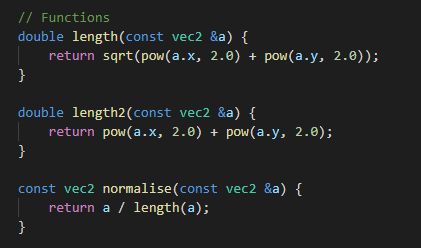 // Functions
double length(const vec2 &a) {
    return sqrt(pow(a.x, 2.0) + pow(a.y, 2.0));
}

double length2(const vec2 &a) {
    return pow(a.x, 2.0) + pow(a.y, 2.0);
}

const vec2 normalise(const vec2 &a) {
    return a / length(a);
}